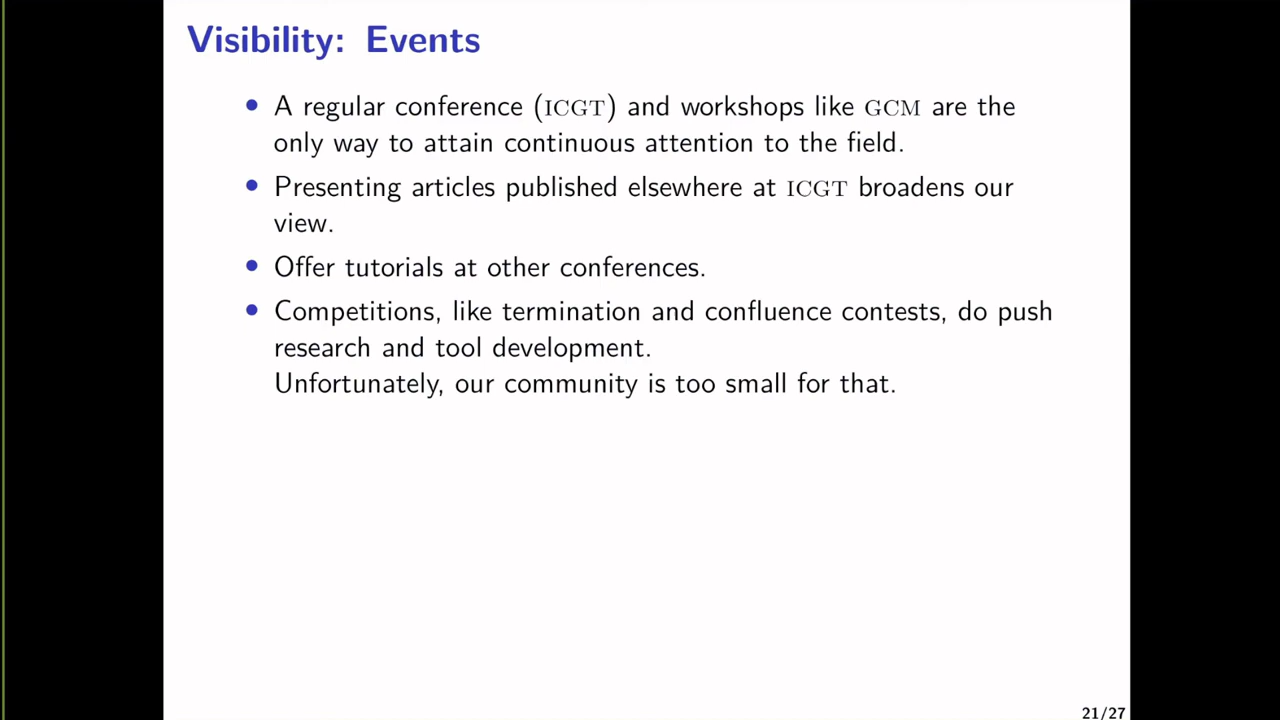 Visibility: Events
• A regular conference (ICGT) and workshops like GCM are the
only way to attain continuous attention to the field.
• Presenting articles published elsewhere at ICGT broadens our
view.
• Offer tutorials at other conferences.
• Competitions, like termination and confluence contests, do push
research and tool development.
Unfortunately, our community is too small for that.
21/27